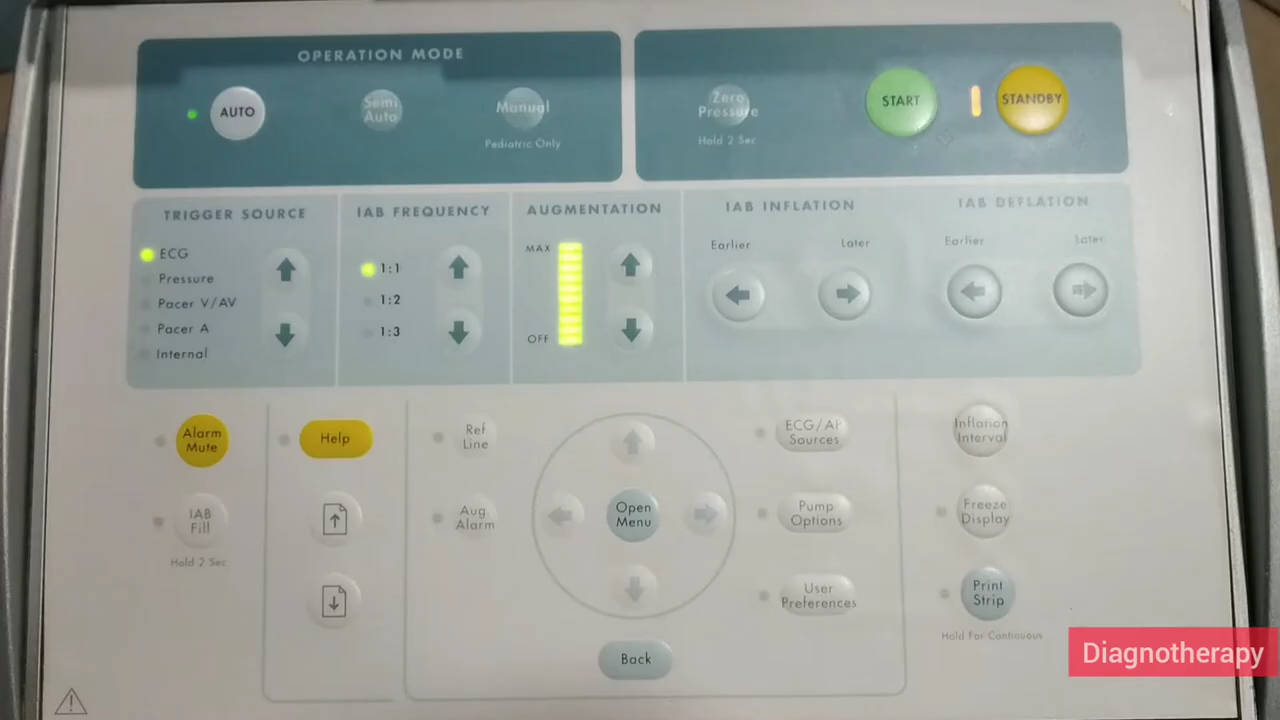 OPERATION MODE
AUTO
Semi
Auto
Manual
Pediatric Only
Zero
Pressure
Hold 2 Sec
START
STANDBY
TRIGGER SOURCE
ECG
Pressure
Pacer V/AV
Pacer A
Internal
IAB FREQUENCY
1:1
1:2
1:3
AUGMENTATION
MAX
OFF
IAB INFLATION
Earlier
Later
IAB DEFLATION
Earlier
Later
Alarm
Mute
IAB
Fill
Hold 2 Sec
Help
Ref
Line
Aug
Alarm
Open
Menu
Back
ECG/AP
Sources
Pump
Options
User
Preferences
Inflation
Interval
Freeze
Display
Print
Strip
Hold For Continuous
Diagnotherapy